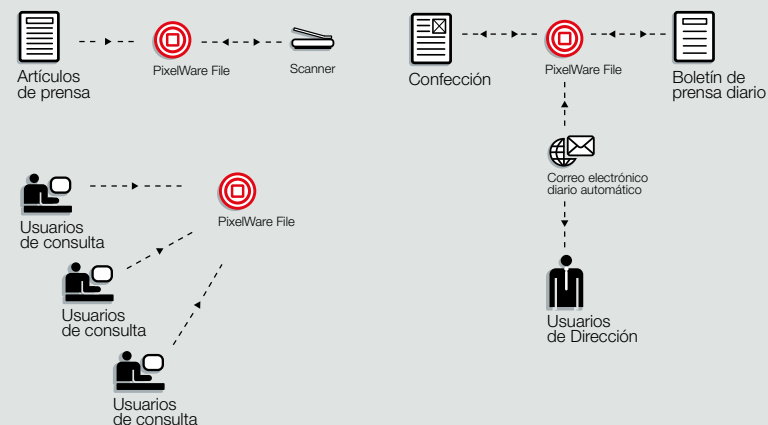 Artículos
de prensa
PixelWare File
Scanner
Confección
PixelWare File
Boletín de
prensa diario
Correo electrónico
diario automático
Usuarios
de Dirección
Usuarios
de consulta
PixelWare File
Usuarios
de consulta
Usuarios
de consulta